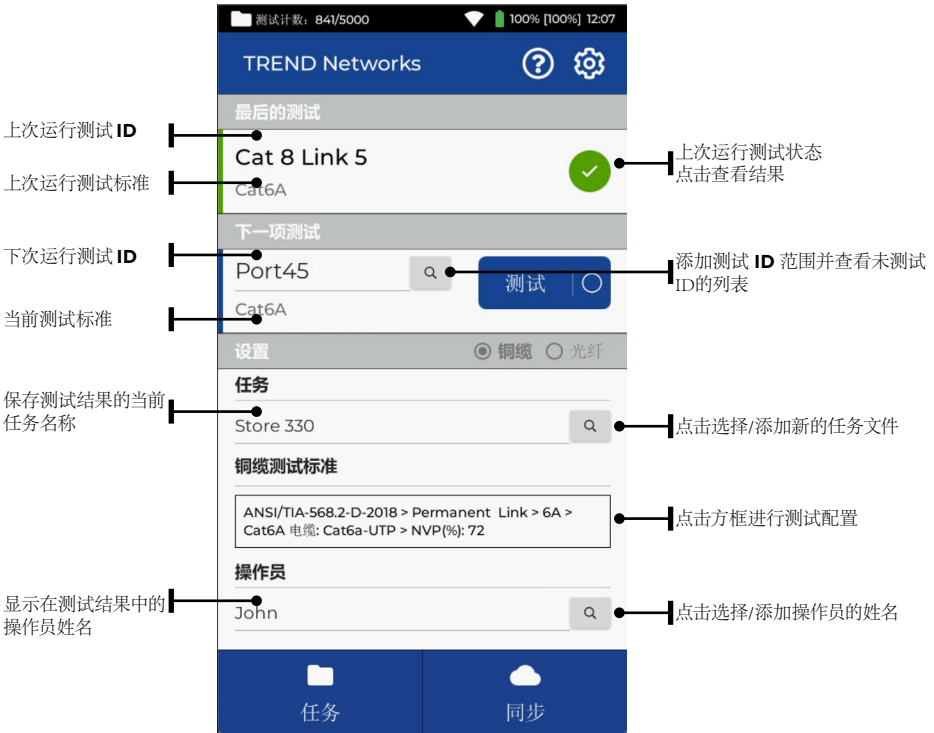 测试计数：841/5000
100% [100%] 12:07
TREND Networks
最后的测试
上次运行测试 ID
Cat 8 Link 5
上次运行测试状态
点击查看结果
上次运行测试标准
Cat6A
下一项测试
下次运行测试 ID
Port45
测试
添加测试 ID 范围并查看未测试
ID的列表
当前测试标准
Cat6A
设置
铜缆
光纤
任务
保存测试结果的当前
任务名称
Store 330
点击选择/添加新的任务文件
铜缆测试标准
ANSI/TIA-568.2-D-2018 > Permanent Link > 6A >
Cat6A 电缆: Cat6a-UTP > NVP(%): 72
点击方框进行测试配置
操作员
显示在测试结果中的
操作员姓名
John
点击选择/添加操作员的姓名
任务
同步